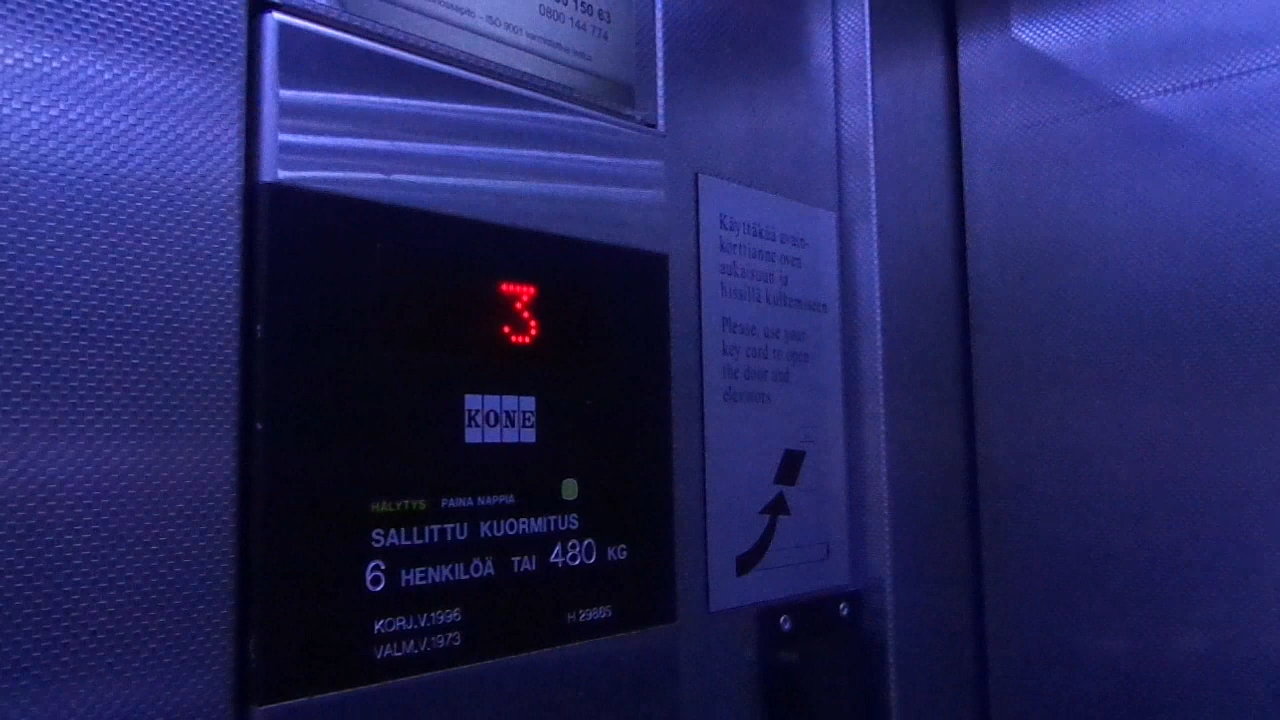 150 63
0800 144 774
3
KONE
HÄLYTYS PAINA NAPPIA
SALLITTU KUORMITUS
6 HENKILÖÄ TAI 480 KG
KORJ.V.1996 H 29865
VALM.V.1973
Käyttäkää avain-
korttianne oven
aukaisuun ja
hissillä kulkemiseen
Please, use your
key card to open
the door and
elevators